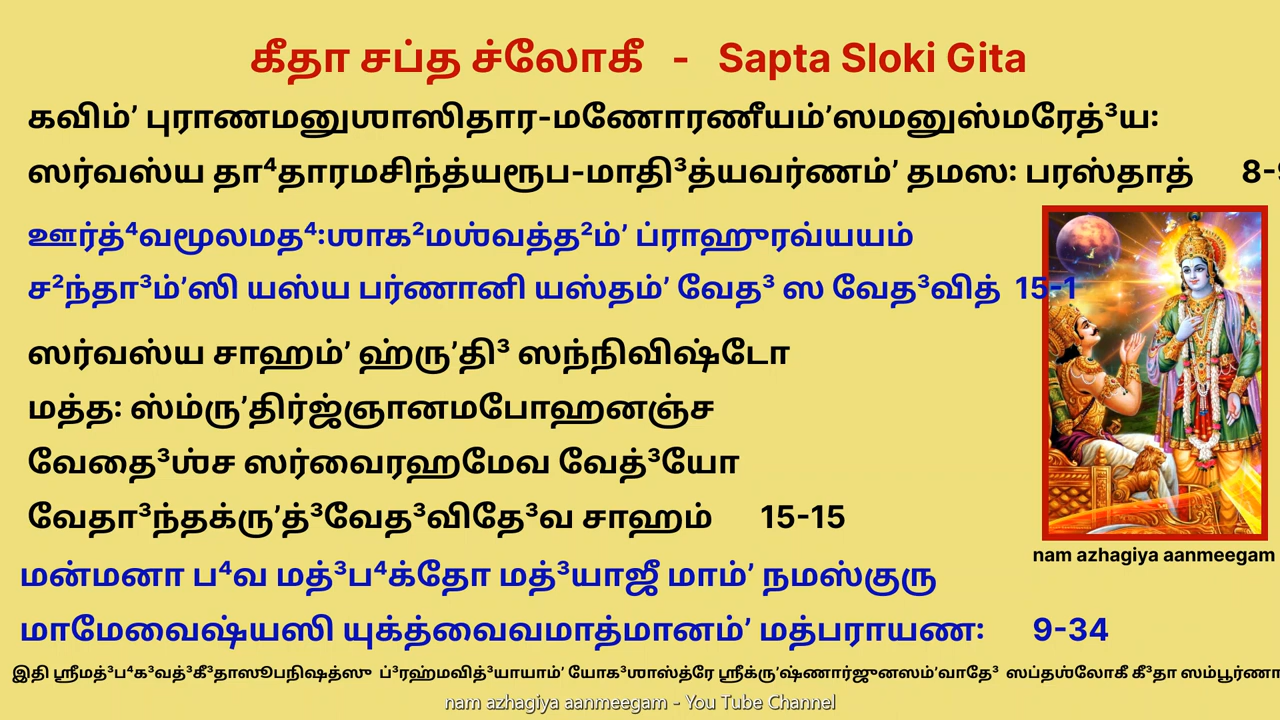 கீதா சப்த ச்லோகீ - Sapta Sloki Gita
கவிம்’ புராணமனுஶாஸிதார-மணோரணீயம்’ஸமனுஸ்மரேத்³ய:
ஸர்வஸ்ய தா⁴தாரமசிந்த்யரூப-மாதி³த்யவர்ணம்’ தமஸ: பரஸ்தாத் 8-9
ஊர்த்⁴வமூலமத⁴:ஶாக²மஶ்வத்த²ம்’ ப்ராஹுரவ்யயம்
ச²ந்தா³ம்’ஸி யஸ்ய பர்ணானி யஸ்தம்’ வேத³ ஸ வேத³வித் 15-1
ஸர்வஸ்ய சாஹம்’ ஹ்ரு’தி³ ஸந்நிவிஷ்டோ
மத்த: ஸ்ம்ரு’திர்ஜ்ஞானமபோஹனஞ்ச
வேதை³ஶ்ச ஸர்வைரஹமேவ வேத்³யோ
வேதா³ந்தக்ரு’த்³வேத³விதே³வ சாஹம் 15-15
nam azhagiya aanmeegam
மன்மனா ப⁴வ மத்³ப⁴க்தோ மத்³யாஜீ மாம்’ நமஸ்குரு
மாமேவைஷ்யஸி யுக்த்வைவமாத்மானம்’ மத்பராயண: 9-34
இதி ஸ்ரீமத்³ப⁴க³வத்³கீ³தாஸூபநிஷத்ஸு ப்³ரஹ்மவித்³யாயாம்’ யோக³ஶாஸ்த்ரே ஸ்ரீக்ரு’ஷ்ணார்ஜுனஸம்’வாதே³ ஸப்தஶ்லோகீ கீ³தா ஸம்பூர்ணா
nam azhagiya aanmeegam - You Tube Channel